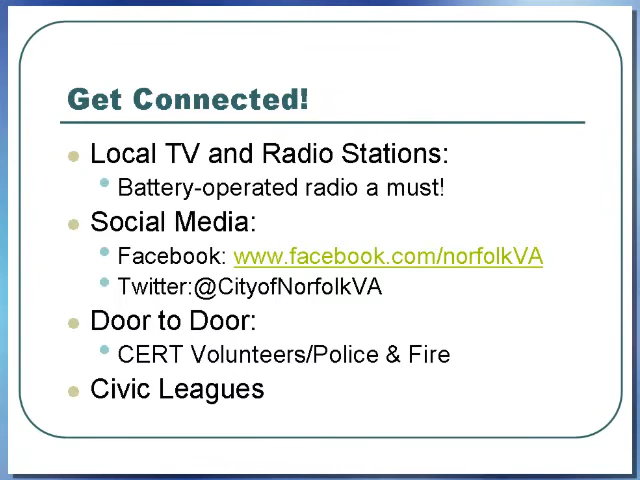 Get Connected!
Local TV and Radio Stations:
Battery-operated radio a must!
Social Media:
Facebook: www.facebook.com/norfolkVA
Twitter:@CityofNorfolkVA
Door to Door:
CERT Volunteers/Police & Fire
Civic Leagues